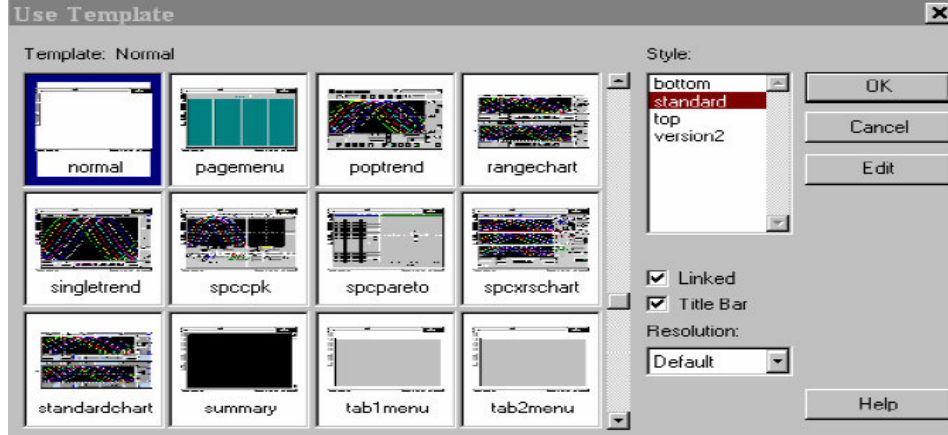 Use Template
Template: Normal
normal
pagemenu
poptrend
rangechart
singletrend
spccpk
spcpareto
spcxrschart
standardchart
summary
tab1menu
tab2menu
Style:
bottom
standard
top
version2
Linked
Title Bar
Resolution:
Default
OK
Cancel
Edit
Help